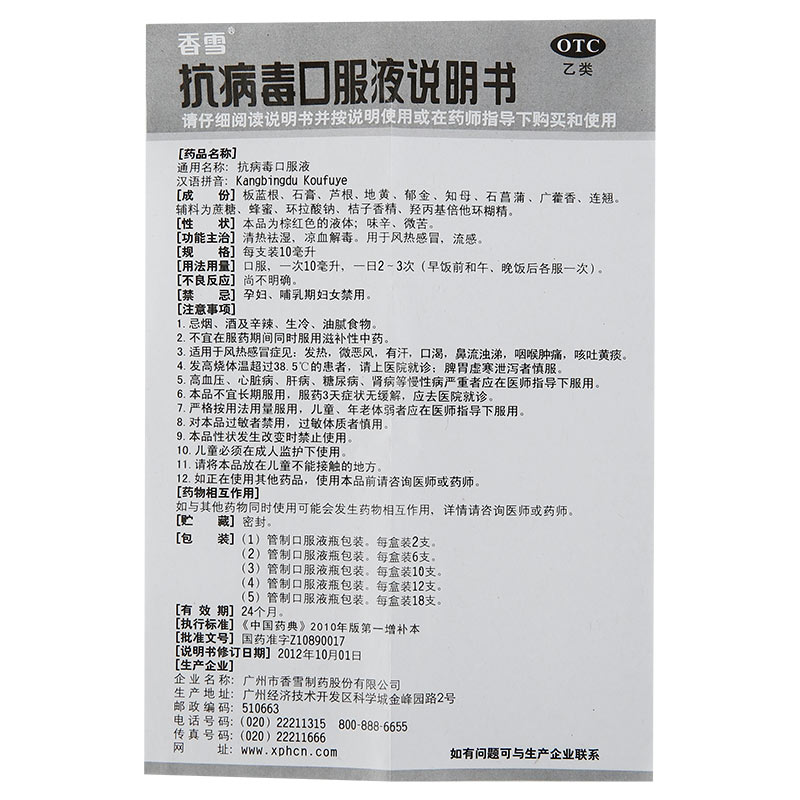 香雪®
OTC
乙类
抗病毒口服液说明书
请仔细阅读说明书并按说明使用或在药师指导下购买和使用
[药品名称]
通用名称：抗病毒口服液
汉语拼音：Kangbingdu Koufuye
[成　份] 板蓝根、石膏、芦根、地黄、郁金、知母、石菖蒲、广藿香、连翘。
辅料为蔗糖、蜂蜜、环拉酸钠、桔子香精、羟丙基倍他环糊精。
[性　状] 本品为棕红色的液体；味辛、微苦。
[功能主治] 清热祛湿，凉血解毒。用于风热感冒，流感。
[规　格] 每支装10毫升
[用法用量] 口服，一次10毫升，一日2～3次（早饭前和午、晚饭后各服一次）。
[不良反应] 尚不明确。
[禁　忌] 孕妇、哺乳期妇女禁用。
[注意事项]
1. 忌烟、酒及辛辣、生冷、油腻食物。
2. 不宜在服药期间同时服用滋补性中药。
3. 适用于风热感冒症见：发热，微恶风，有汗，口渴，鼻流浊涕，咽喉肿痛，咳吐黄痰。
4. 发高烧体温超过38.5℃的患者，请上医院就诊；脾胃虚寒泄泻者慎服。
5. 高血压、心脏病、肝病、糖尿病、肾病等慢性病严重者应在医师指导下服用。
6. 本品不宜长期服用，服药3天症状无缓解，应去医院就诊。
7. 严格按用法用量服用，儿童、年老体弱者应在医师指导下服用。
8. 对本品过敏者禁用，过敏体质者慎用。
9. 本品性状发生改变时禁止使用。
10. 儿童必须在成人监护下使用。
11. 请将本品放在儿童不能接触的地方。
12. 如正在使用其他药品，使用本品前请咨询医师或药师。
[药物相互作用]
如与其他药物同时使用可能会发生药物相互作用，详情请咨询医师或药师。
[贮　藏] 密封。
[包　装] （1）管制口服液瓶包装。每盒装2支。
（2）管制口服液瓶包装。每盒装6支。
（3）管制口服液瓶包装。每盒装10支。
（4）管制口服液瓶包装。每盒装12支。
（5）管制口服液瓶包装。每盒装18支。
[有 效 期] 24个月。
[执行标准] 《中国药典》2010年版第一增补本
[批准文号] 国药准字Z10890017
[说明书修订日期] 2012年10月01日
[生产企业]
企业名称：广州市香雪制药股份有限公司
生产地址：广州经济技术开发区科学城金峰园路2号
邮政编码：510663
电话号码：(020) 22211315　800-888-6655
传真号码：(020) 22211666
网　址：www.xphcn.com
如有问题可与生产企业联系